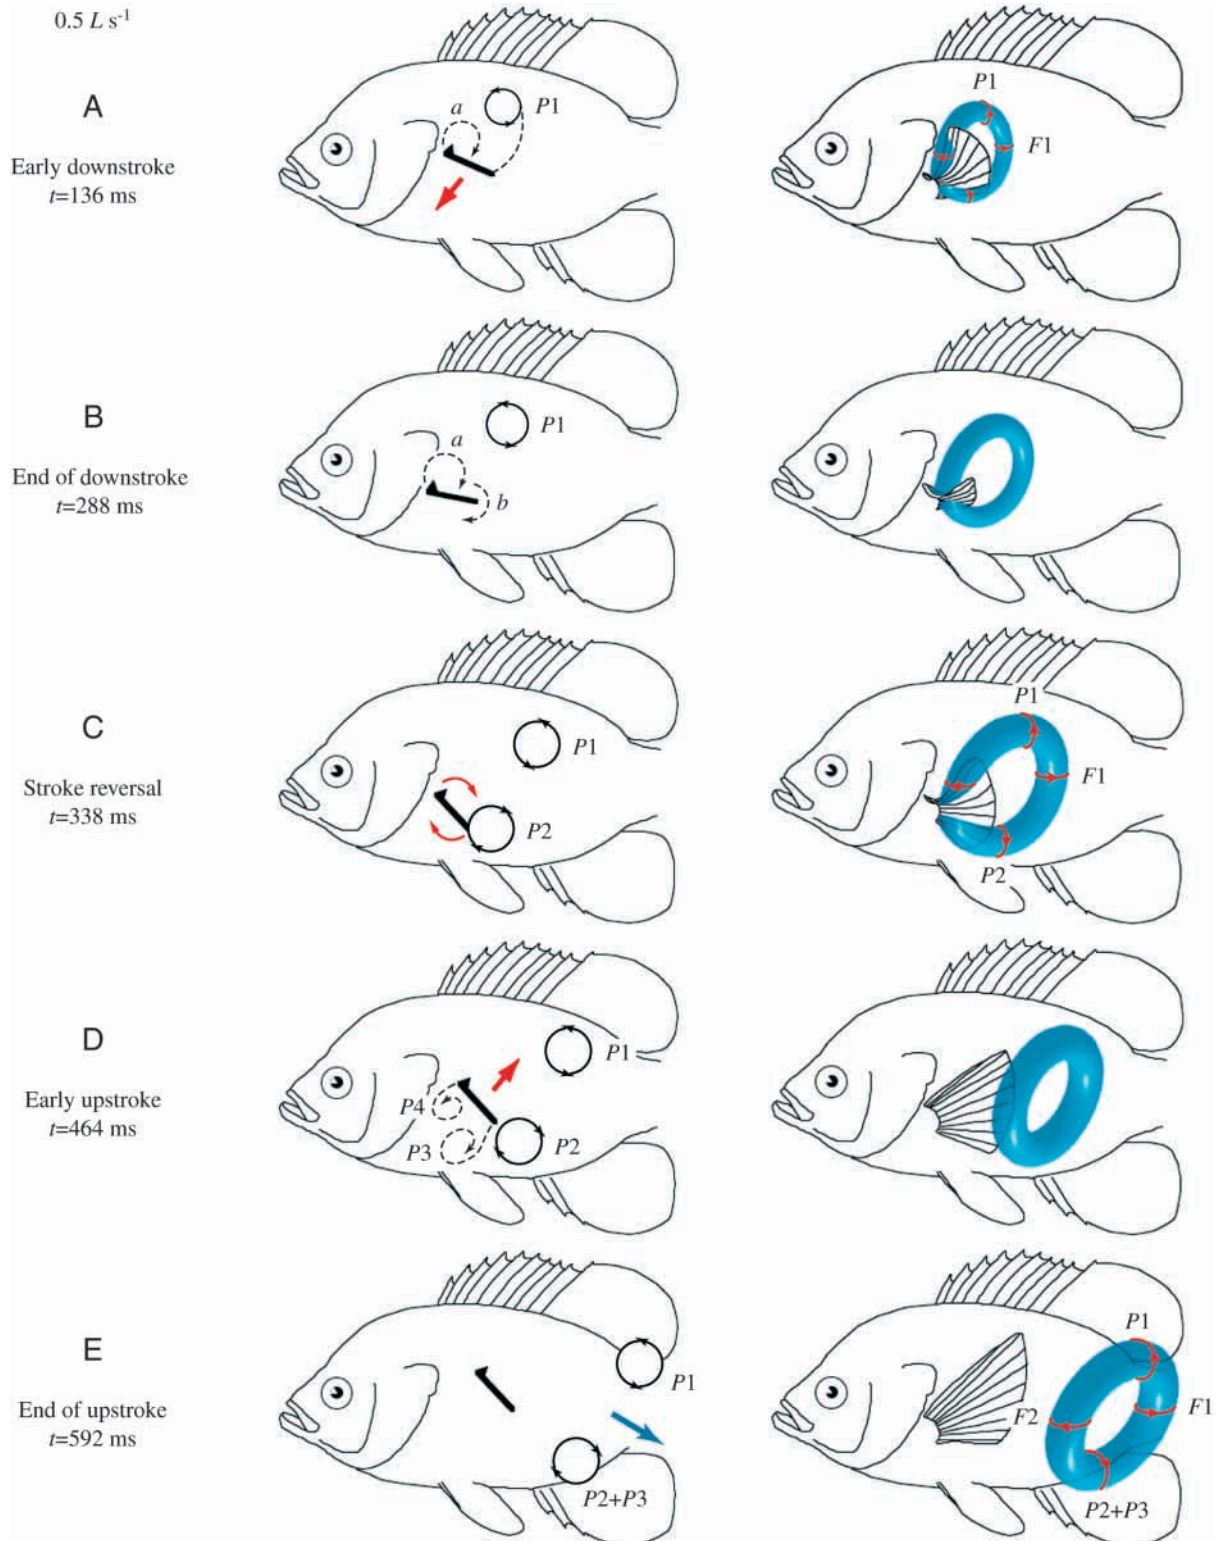 0.5 L s⁻¹
A
Early downstroke
t=136 ms
a
P1
P1
F1
B
End of downstroke
t=288 ms
a
P1
b
C
Stroke reversal
t=338 ms
P1
P2
P1
F1
P2
D
Early upstroke
t=464 ms
P1
P4
P3
P2
E
End of upstroke
t=592 ms
P1
P2+P3
P1
F2
F1
P2+P3